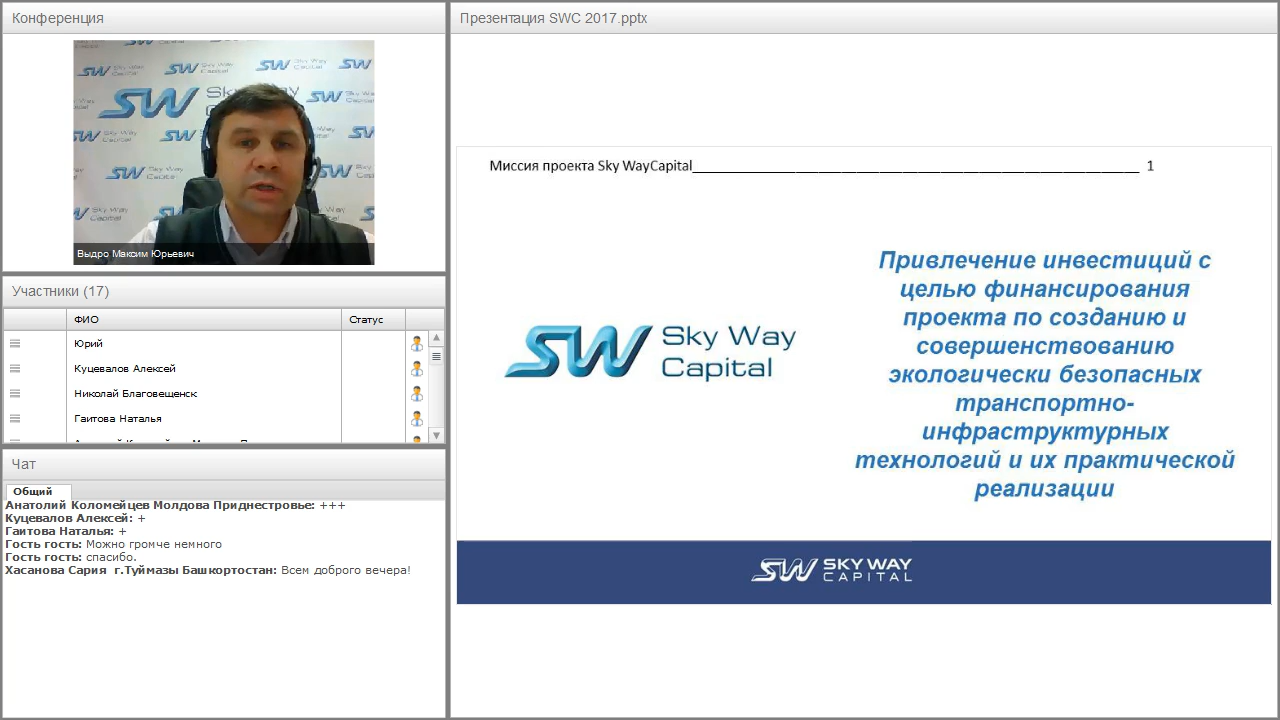 Конференция
Sky Way
Capital
Выдро Максим Юрьевич
Участники (17)
ФИО
Статус
Юрий
Куцевалов Алексей
Николай Благовещенск
Гаитова Наталья
Чат
Общий
Анатолий Коломейцев Молдова Приднестровье: +++
Куцевалов Алексей: +
Гаитова Наталья: +
Гость гость: Можно громче немного
Гость гость: спасибо.
Хасанова Сария г.Туймазы Башкортостан: Всем доброго вечера!
Презентация SWC 2017.pptx
Миссия проекта Sky WayCapital 1
SW Sky Way
Capital
Привлечение инвестиций с
целью финансирования
проекта по созданию и
совершенствованию
экологически безопасных
транспортно-
инфраструктурных
технологий и их практической
реализации
SW SKY WAY
CAPITAL